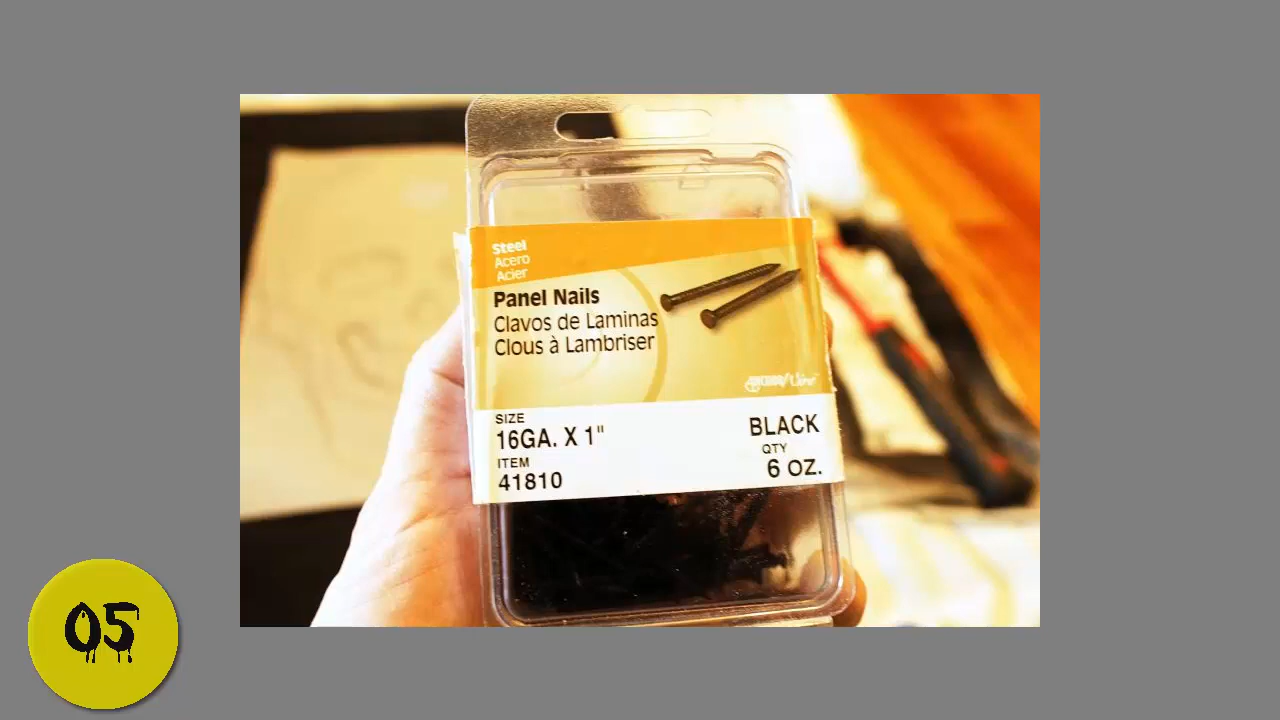 Steel
Acero
Acier
Panel Nails
Clavos de Laminas
Clous à Lambriser
SIZE
16GA. X 1"
ITEM
41810
BLACK
QTY
6 OZ.
05